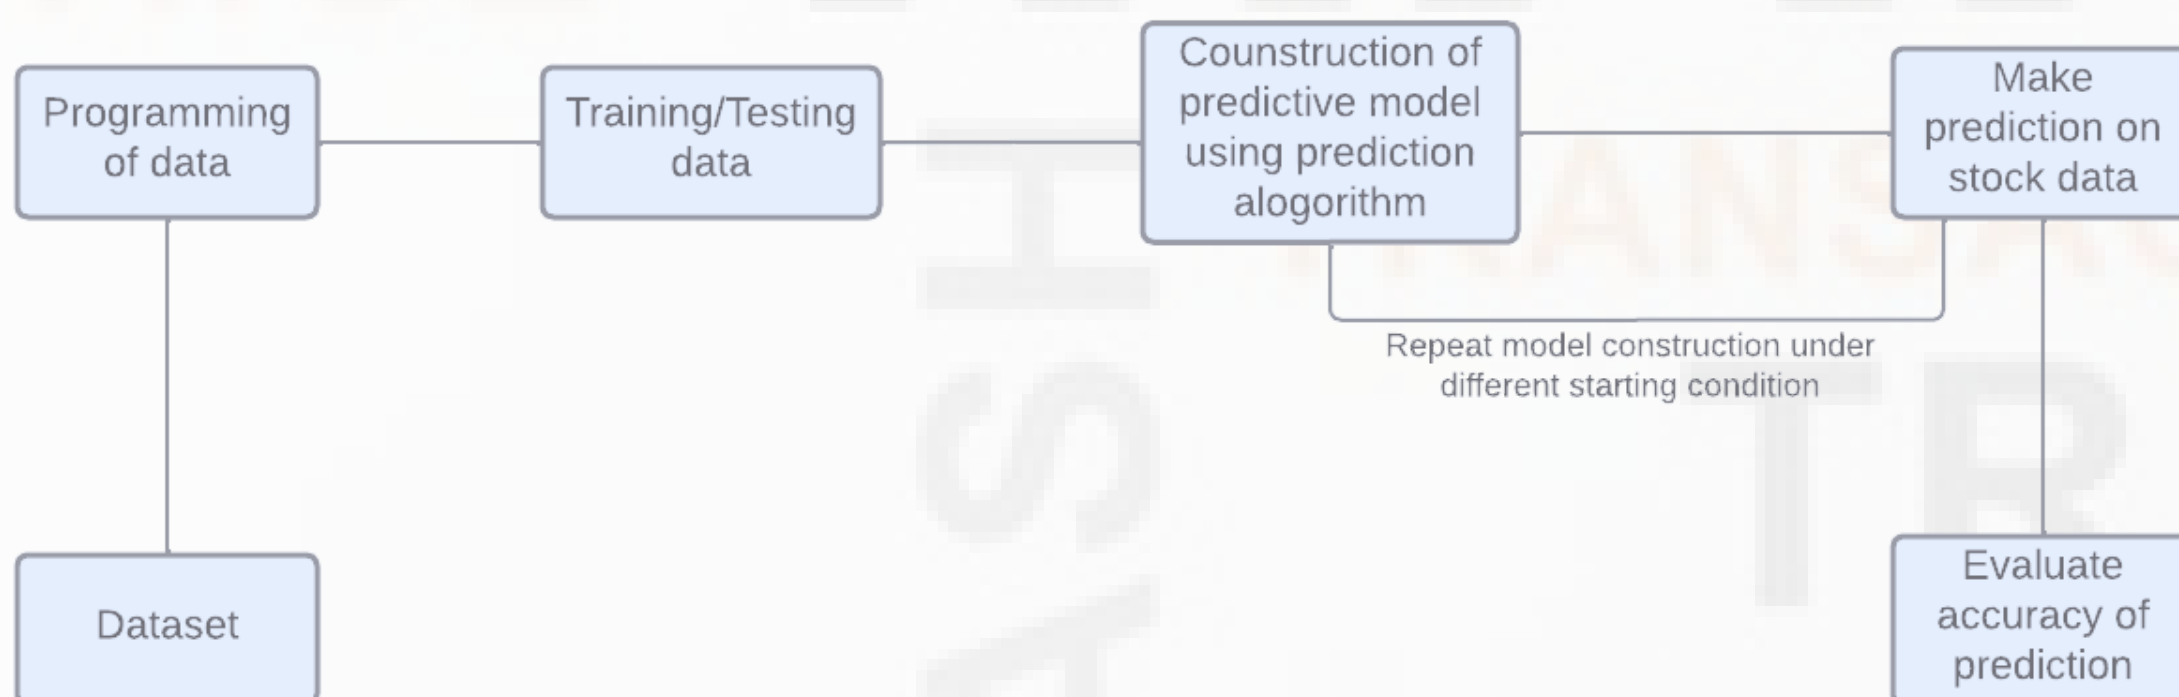 Programming
of data
Training/Testing
data
Counstruction of
predictive model
using prediction
alogorithm
Make
prediction on
stock data
Repeat model construction under
different starting condition
Dataset
Evaluate
accuracy of
prediction